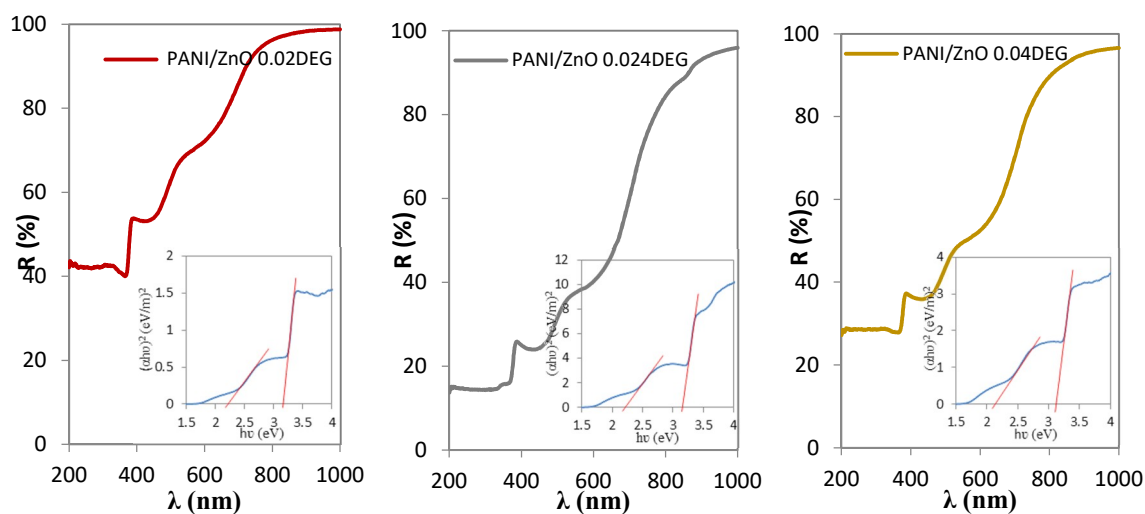 100
80
60
40
20
0
R (%)
PANI/ZnO 0.02DEG
2
1.5
1
0.5
0
(αhυ)² (eV/m)²
1.5 2 2.5 3 3.5 4
hυ (eV)
200 400 600 800 1000
λ (nm)
100
80
60
40
20
0
R (%)
PANI/ZnO 0.024DEG
12
10
8
6
4
2
0
(αhυ)² (eV/m)²
1.5 2 2.5 3 3.5 4
hυ (eV)
200 400 600 800 1000
λ (nm)
100
80
60
40
20
0
R (%)
PANI/ZnO 0.04DEG
4
3
2
1
0
(αhυ)² (eV/m)²
1.5 2 2.5 3 3.5 4
hυ (eV)
200 400 600 800 1000
λ (nm)